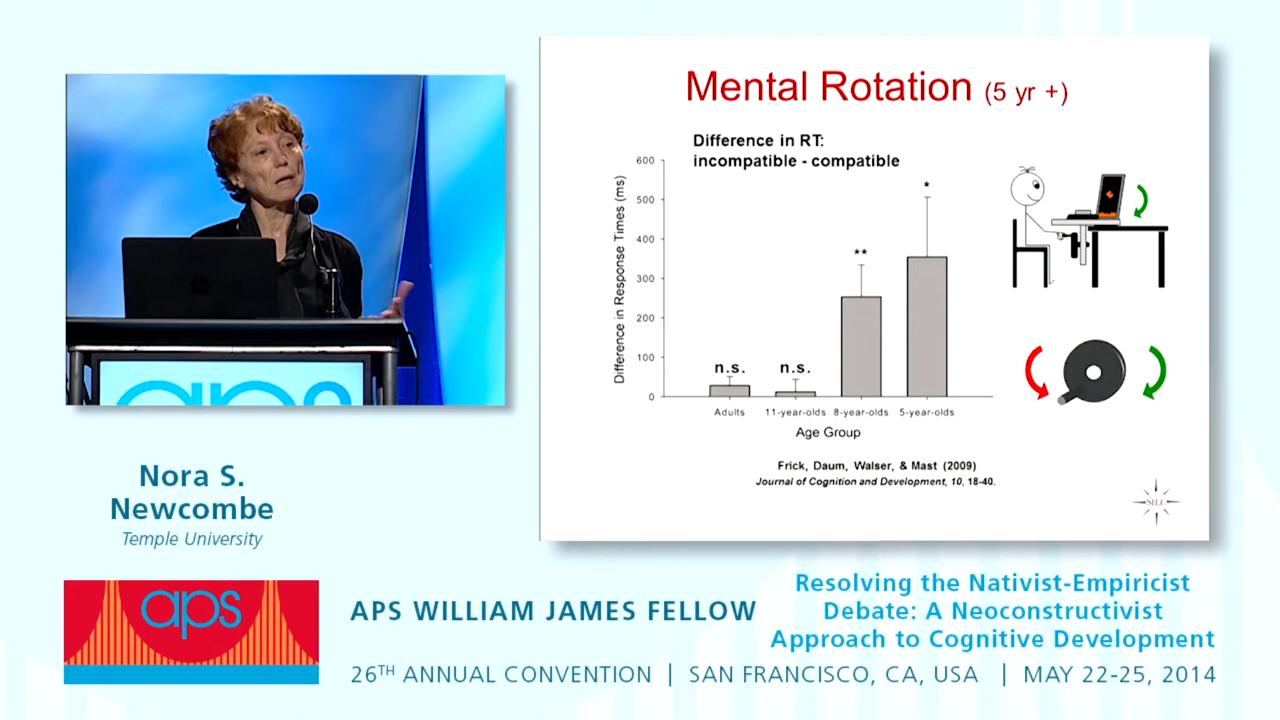 Mental Rotation (5 yr +)
Difference in RT:
incompatible - compatible
Difference in Response Times (ms)
600
500
400
300
200
100
0
*
**
n.s.
n.s.
Adults
11-year-olds
8-year-olds
5-year-olds
Age Group
Frick, Daum, Walser, & Mast (2009)
Journal of Cognition and Development, 10, 18-40.
SILC
aps
Nora S.
Newcombe
Temple University
aps
APS WILLIAM JAMES FELLOW
Resolving the Nativist-Empiricist
Debate: A Neoconstructivist
Approach to Cognitive Development
26TH ANNUAL CONVENTION | SAN FRANCISCO, CA, USA | MAY 22-25, 2014